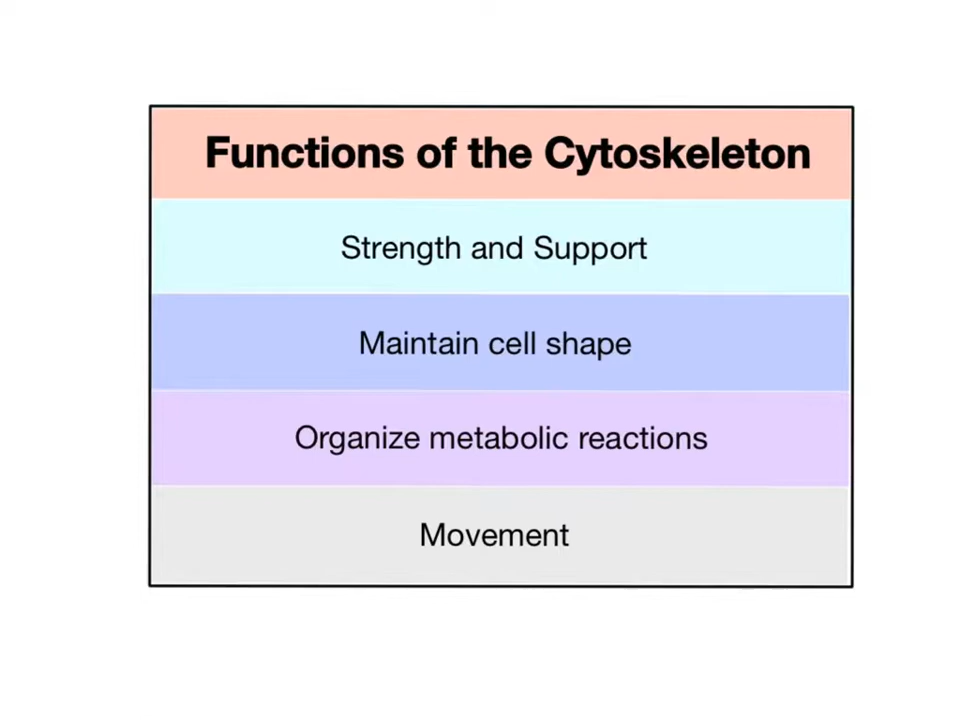 Functions of the Cytoskeleton
Strength and Support
Maintain cell shape
Organize metabolic reactions
Movement